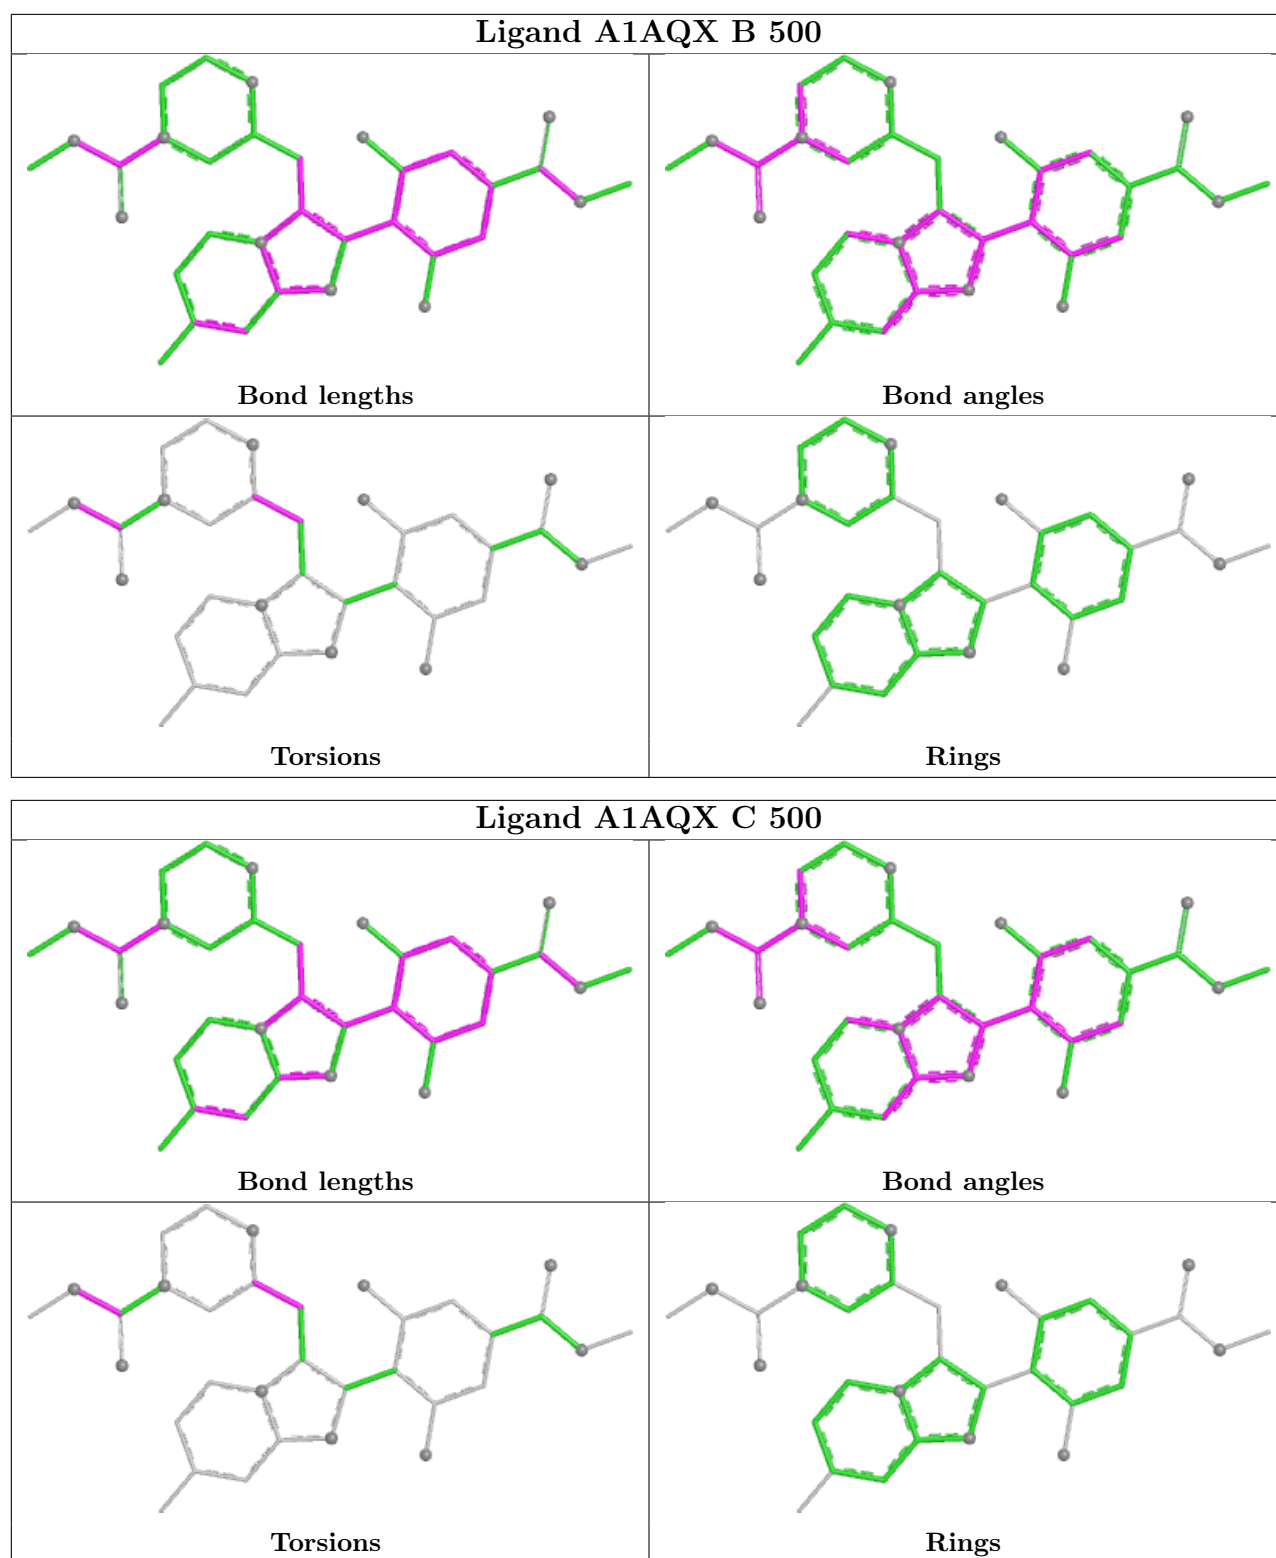 Ligand A1AQX B 500
Bond lengths
Bond angles
Torsions
Rings
Ligand A1AQX C 500
Bond lengths
Bond angles
Torsions
Rings